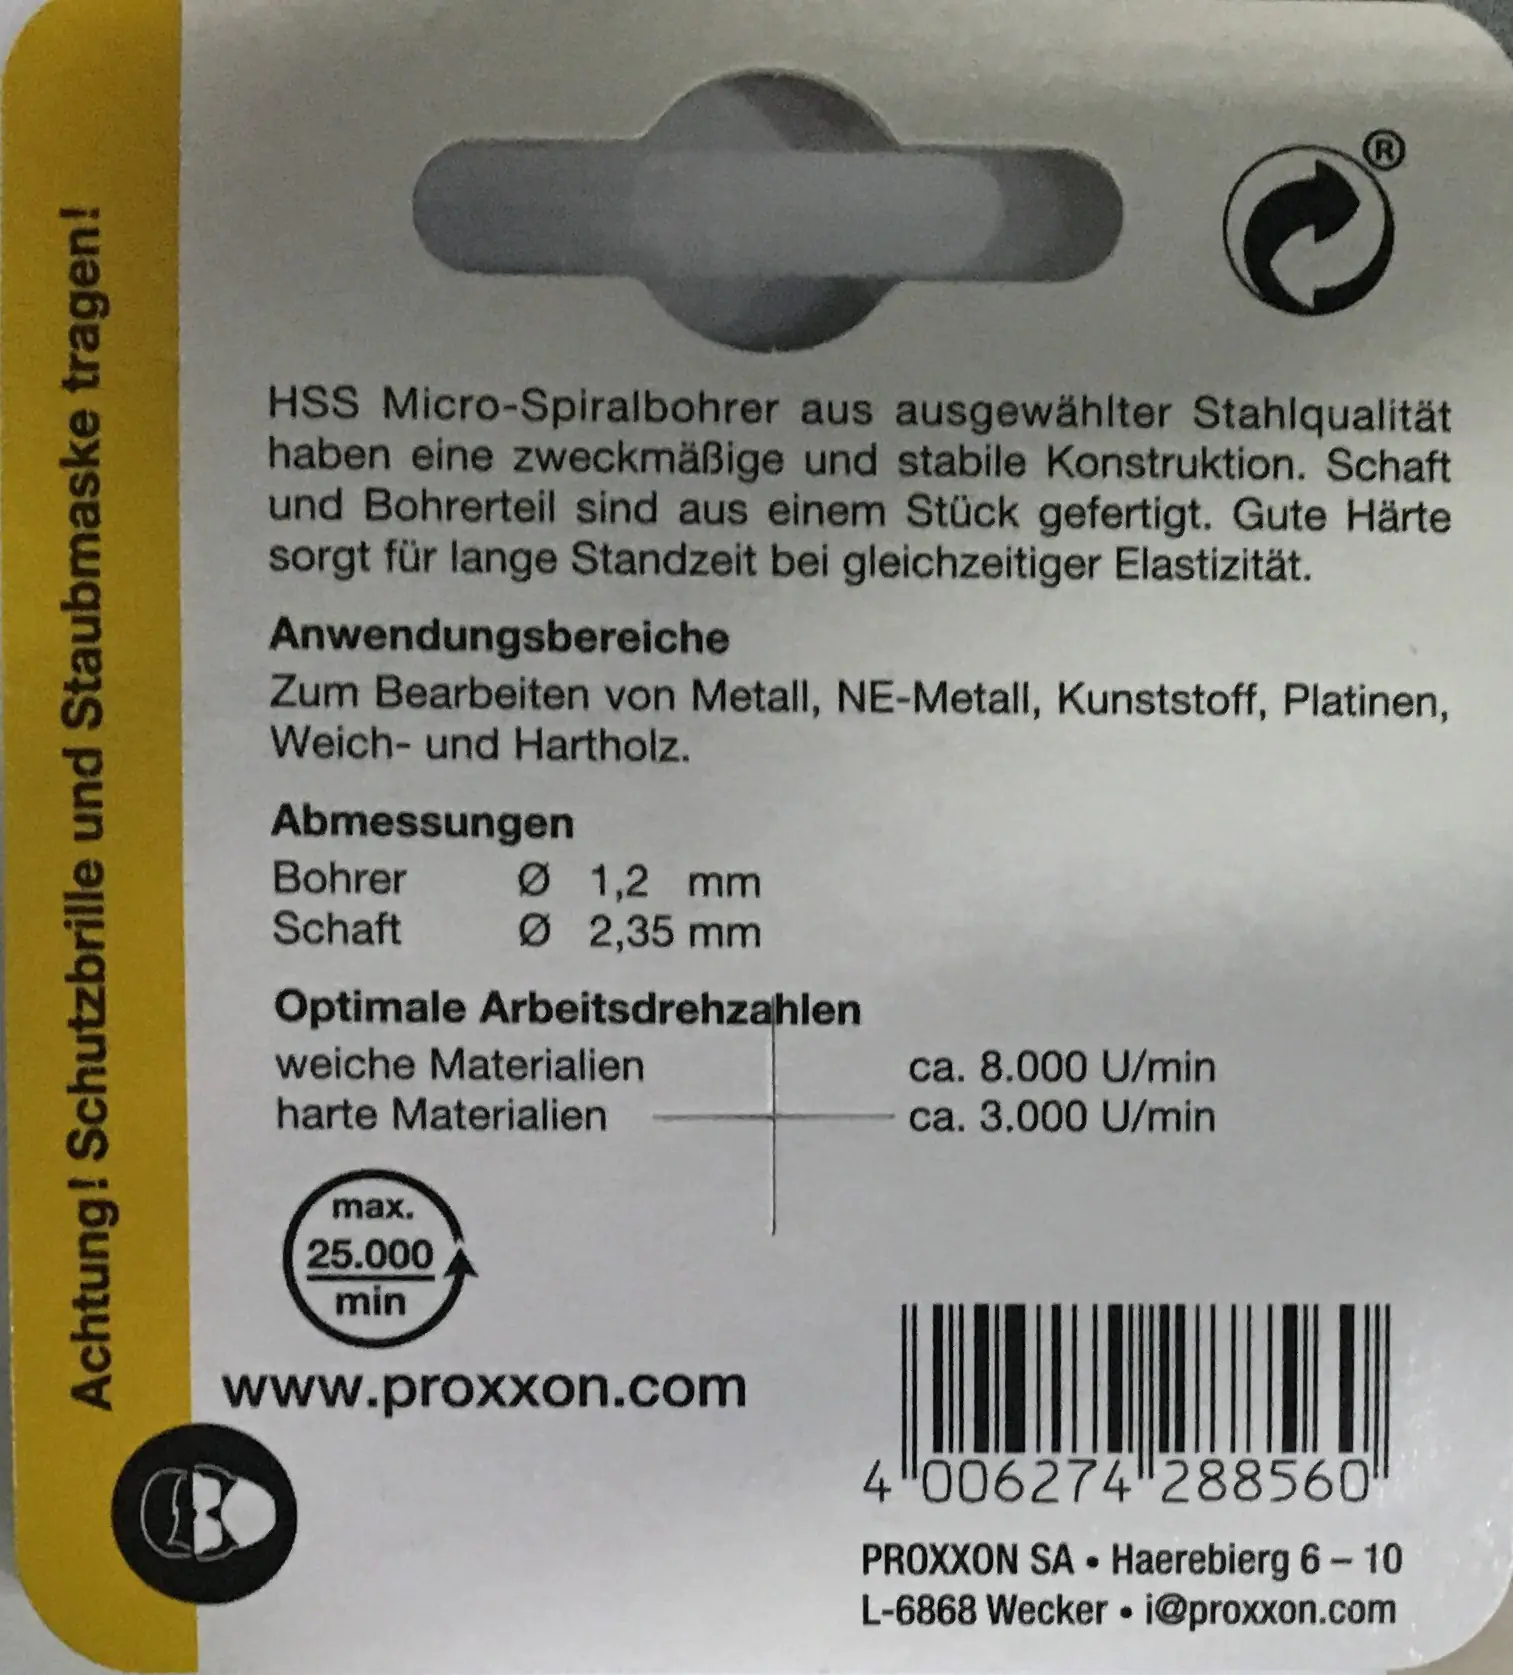 Achtung! Schutzbrille und Staubmaske tragen!
®
HSS Micro-Spiralbohrer aus ausgewählter Stahlqualität
haben eine zweckmäßige und stabile Konstruktion. Schaft
und Bohrerteil sind aus einem Stück gefertigt. Gute Härte
sorgt für lange Standzeit bei gleichzeitiger Elastizität.
Anwendungsbereiche
Zum Bearbeiten von Metall, NE-Metall, Kunststoff, Platinen,
Weich- und Hartholz.
Abmessungen
Bohrer Ø 1,2 mm
Schaft Ø 2,35 mm
Optimale Arbeitsdrehzahlen
weiche Materialien ca. 8.000 U/min
harte Materialien ca. 3.000 U/min
max.
25.000
min
www.proxxon.com
4 006274 288560
PROXXON SA • Haerebierg 6 – 10
L-6868 Wecker • i@proxxon.com